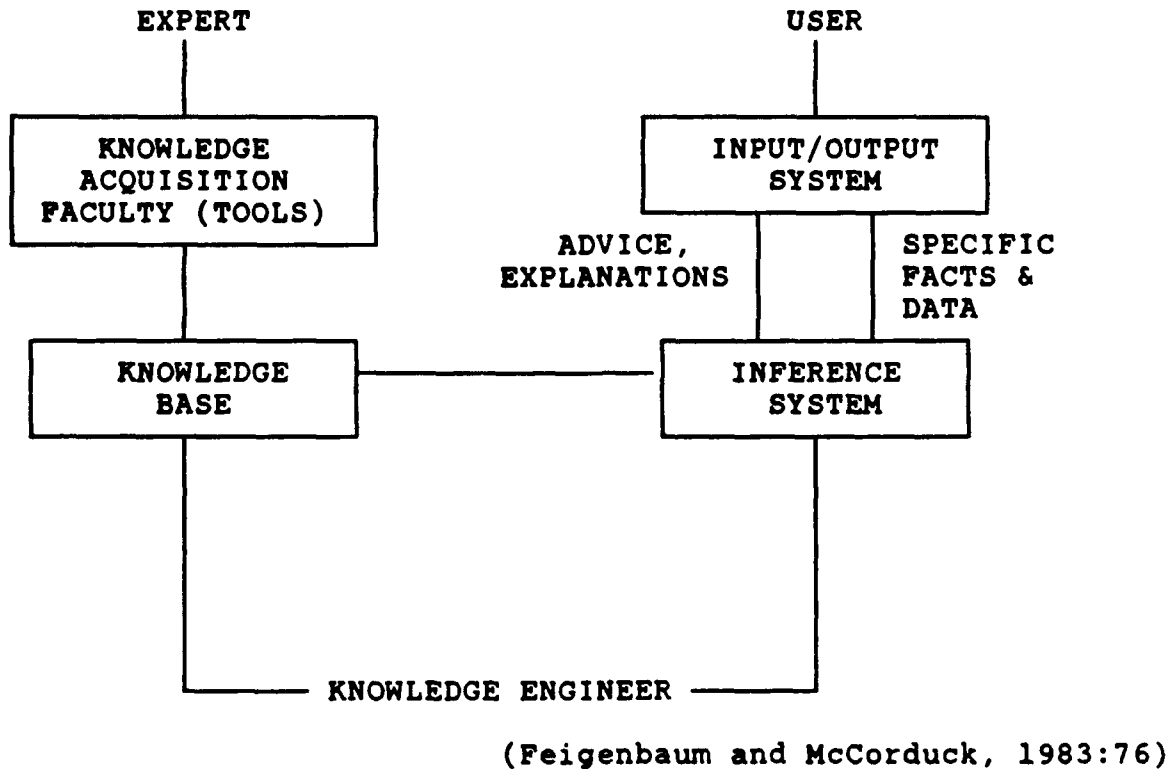 EXPERT
USER
KNOWLEDGE
ACQUISITION
FACULTY (TOOLS)
INPUT/OUTPUT
SYSTEM
ADVICE,
EXPLANATIONS
SPECIFIC
FACTS &
DATA
KNOWLEDGE
BASE
INFERENCE
SYSTEM
KNOWLEDGE ENGINEER
(Feigenbaum and McCorduck, 1983:76)